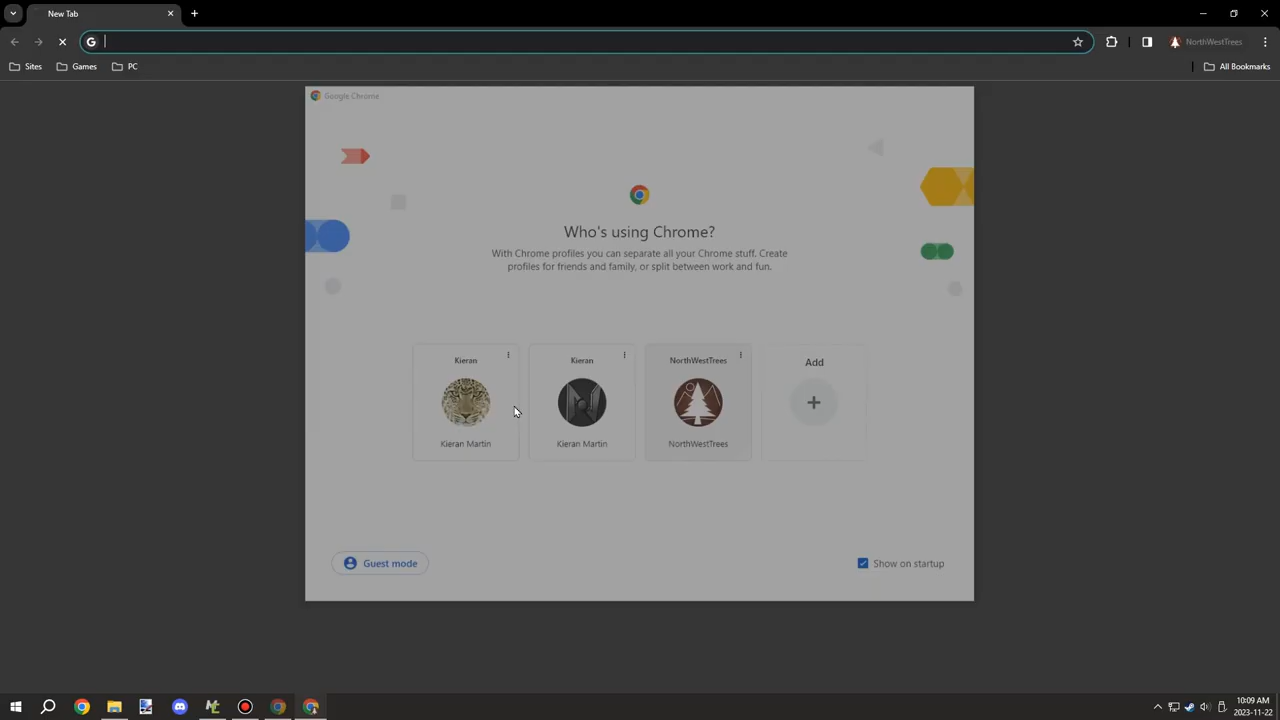 New Tab
NorthWestTrees
Sites
Games
PC
All Bookmarks
Google Chrome
Who's using Chrome?
With Chrome profiles you can separate all your Chrome stuff. Create
profiles for friends and family, or split between work and fun.
Kieran
Kieran Martin
Kieran
Kieran Martin
NorthWestTrees
NorthWestTrees
Add
Guest mode
Show on startup
10:09 AM
2023-11-22